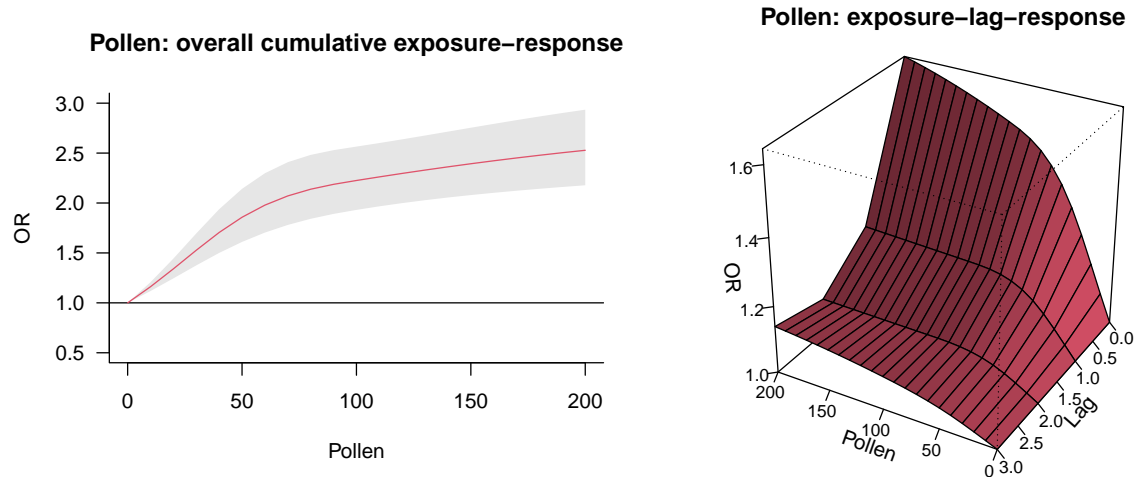 Pollen: overall cumulative exposure−response
3.0
2.5
2.0
1.5
1.0
0.5
OR
0 50 100 150 200
Pollen
Pollen: exposure−lag−response
1.6
1.4
1.2
1.0
OR
200
150
100
50
0
Pollen
0.0
0.5
1.0
1.5
2.0
2.5
3.0
Lag